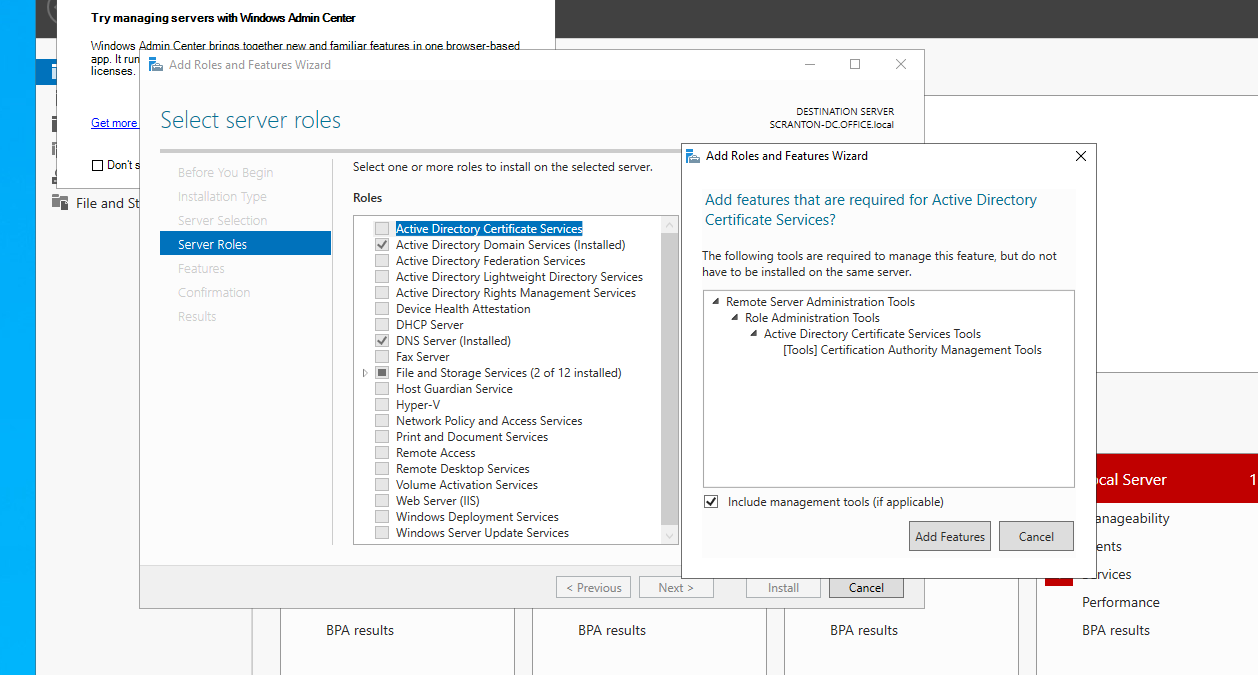 Try managing servers with Windows Admin Center
Windows Admin Center brings together new and familiar features in one browser-based
app. It run
licenses.
Get more
Don't s
File and St
Add Roles and Features Wizard
Select server roles
DESTINATION SERVER
SCRANTON-DC.OFFICE.local
Before You Begin
Installation Type
Server Selection
Server Roles
Features
Confirmation
Results
Select one or more roles to install on the selected server.
Roles
Active Directory Certificate Services
Active Directory Domain Services (Installed)
Active Directory Federation Services
Active Directory Lightweight Directory Services
Active Directory Rights Management Services
Device Health Attestation
DHCP Server
DNS Server (Installed)
Fax Server
File and Storage Services (2 of 12 installed)
Host Guardian Service
Hyper-V
Network Policy and Access Services
Print and Document Services
Remote Access
Remote Desktop Services
Volume Activation Services
Web Server (IIS)
Windows Deployment Services
Windows Server Update Services
< Previous
Next >
Install
Cancel
Add Roles and Features Wizard
Add features that are required for Active Directory
Certificate Services?
The following tools are required to manage this feature, but do not
have to be installed on the same server.
Remote Server Administration Tools
Role Administration Tools
Active Directory Certificate Services Tools
[Tools] Certification Authority Management Tools
Include management tools (if applicable)
Add Features
Cancel
cal Server 1
anageability
ents
rvices
Performance
BPA results
BPA results
BPA results
BPA results